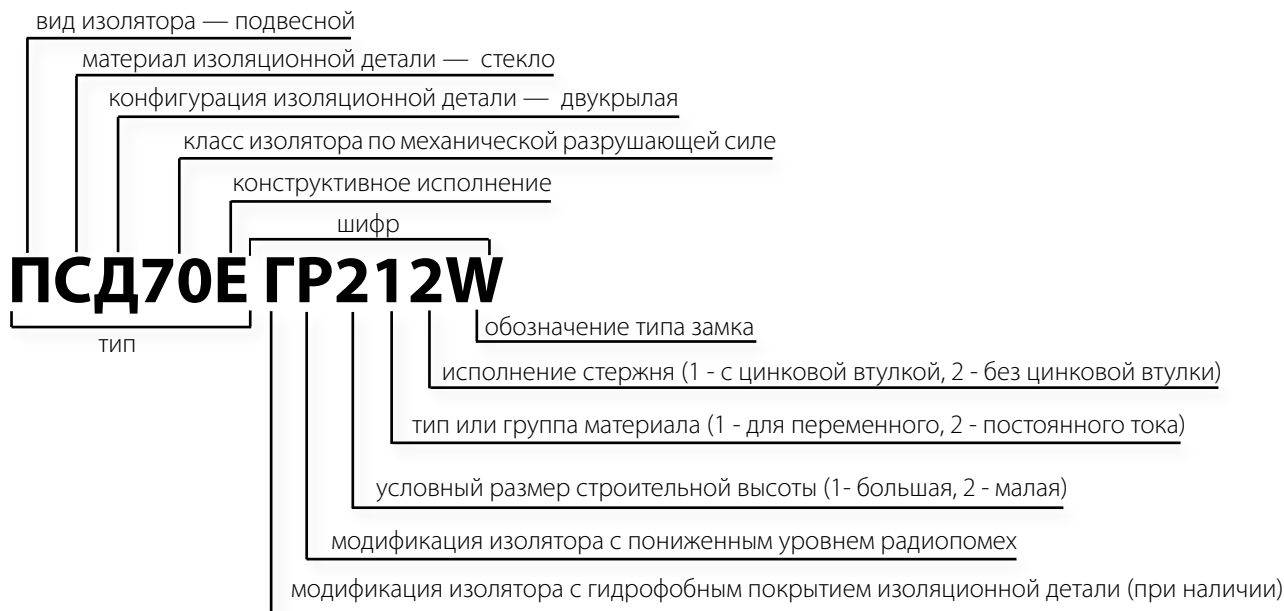 вид изолятора — подвесной
материал изоляционной детали — стекло
конфигурация изоляционной детали — двукрылая
класс изолятора по механической разрушающей силе
конструктивное исполнение
шифр
ПСД70Е ГР212W
тип
обозначение типа замка
исполнение стержня (1 - с цинковой втулкой, 2 - без цинковой втулки)
тип или группа материала (1 - для переменного, 2 - постоянного тока)
условный размер строительной высоты (1- большая, 2 - малая)
модификация изолятора с пониженным уровнем радиопомех
модификация изолятора с гидрофобным покрытием изоляционной детали (при наличии)